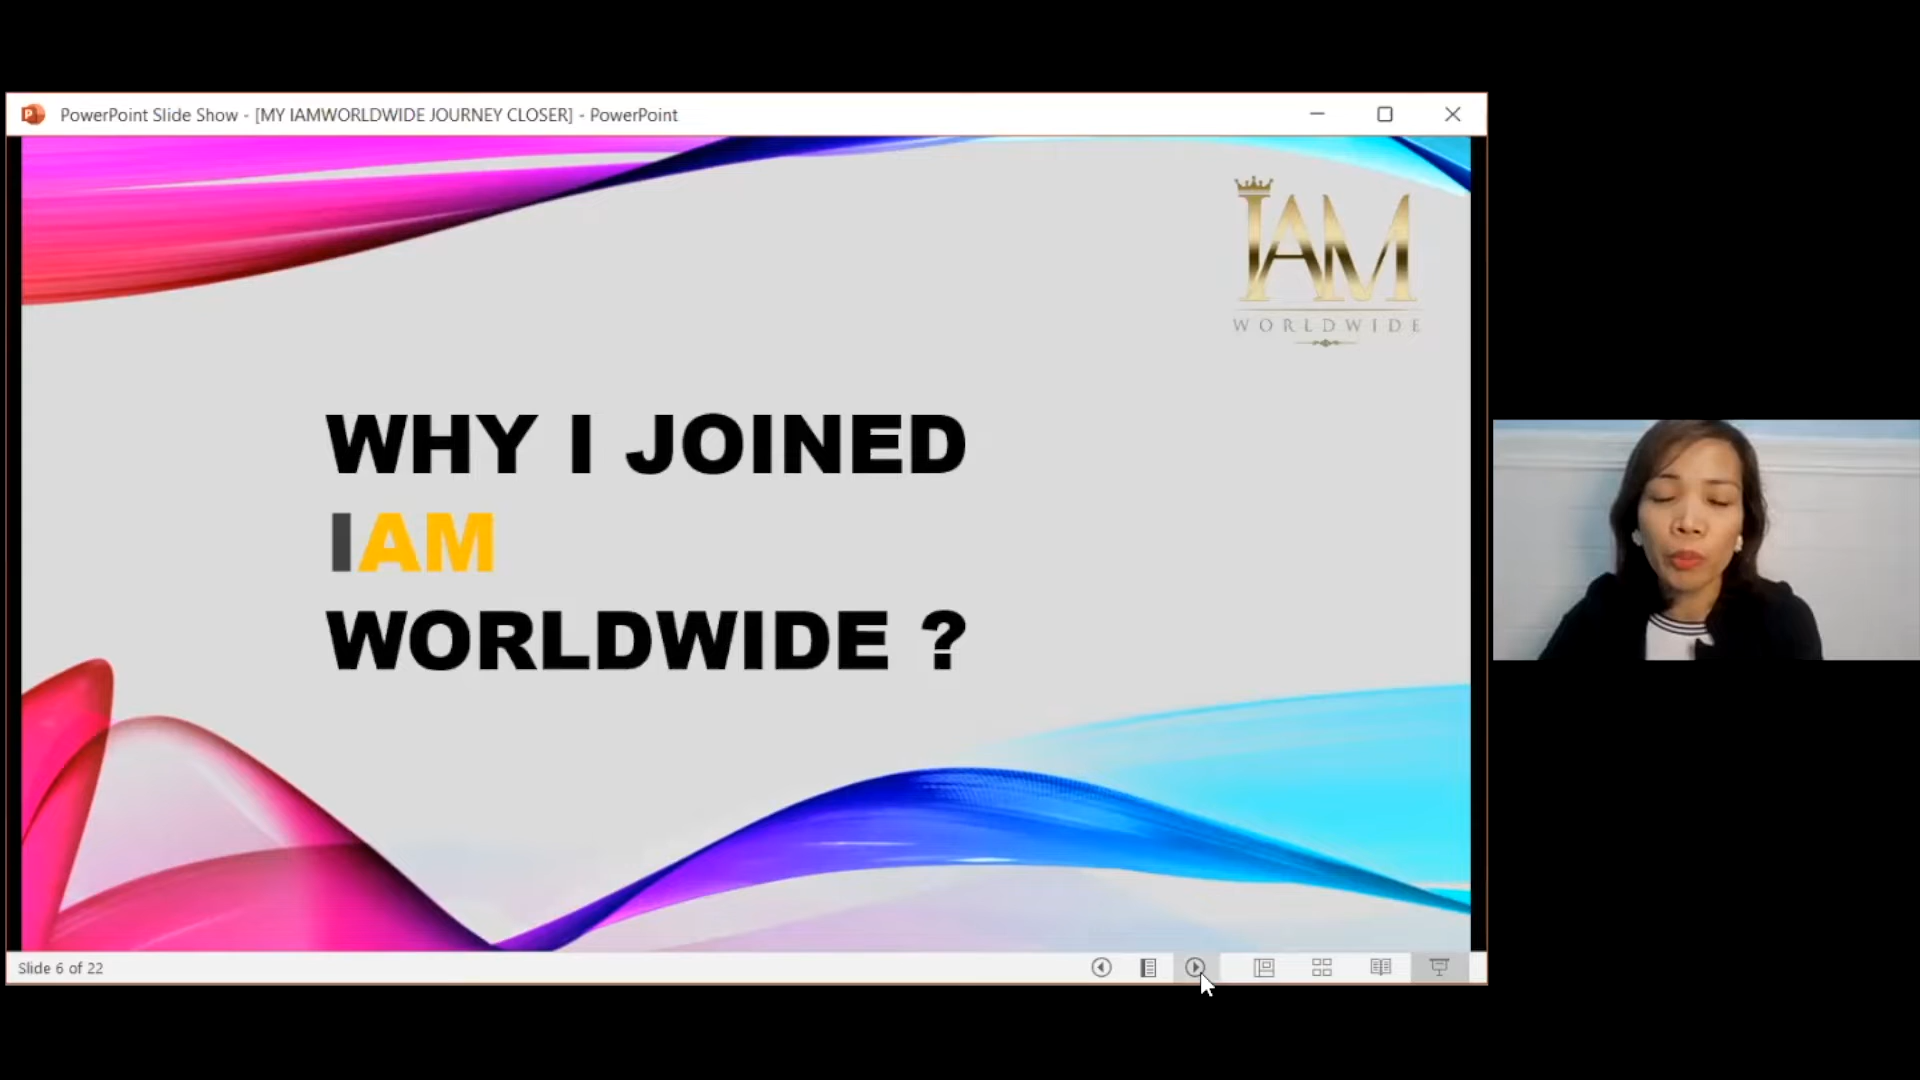 PowerPoint Slide Show - [MY IAMWORLDWIDE JOURNEY CLOSER] - PowerPoint
IAM
WORLDWIDE
WHY I JOINED
IAM
WORLDWIDE ?
Slide 6 of 22